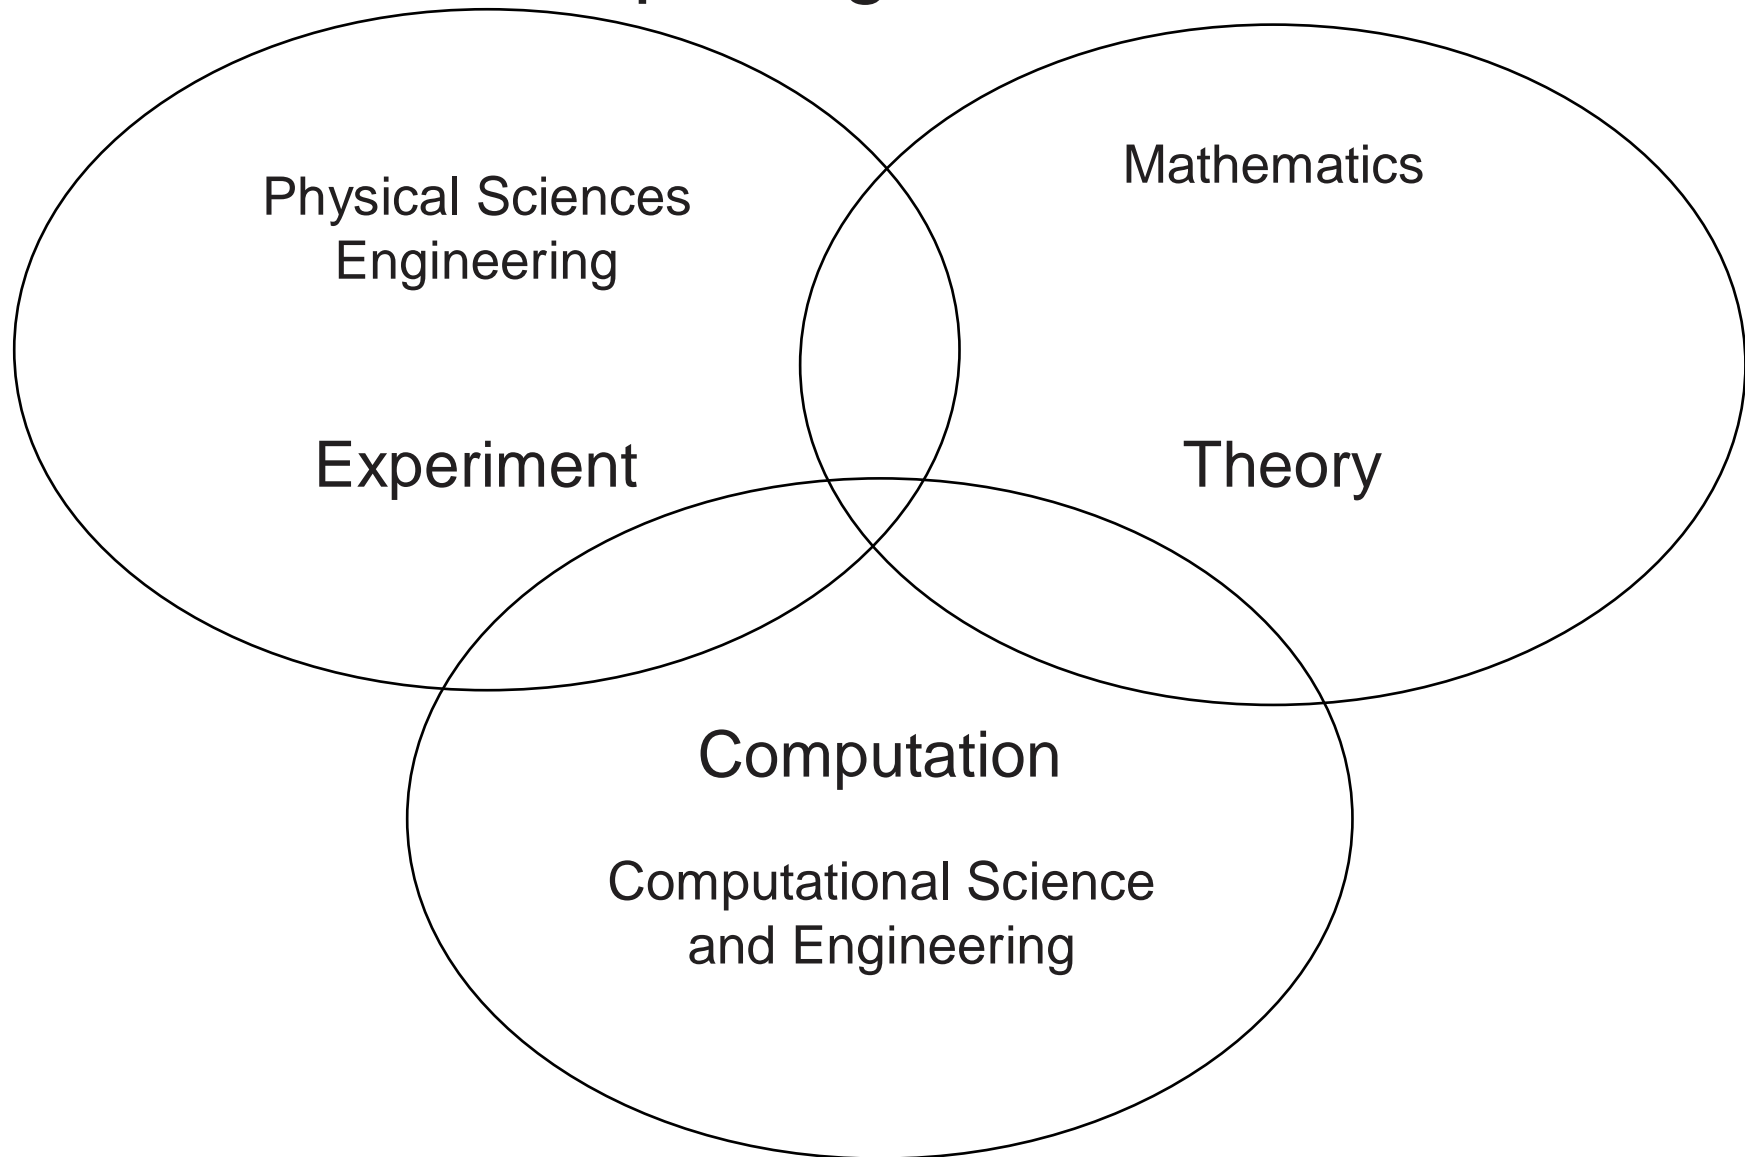 Physical Sciences
Engineering
Mathematics
Experiment
Theory
Computation
Computational Science
and Engineering